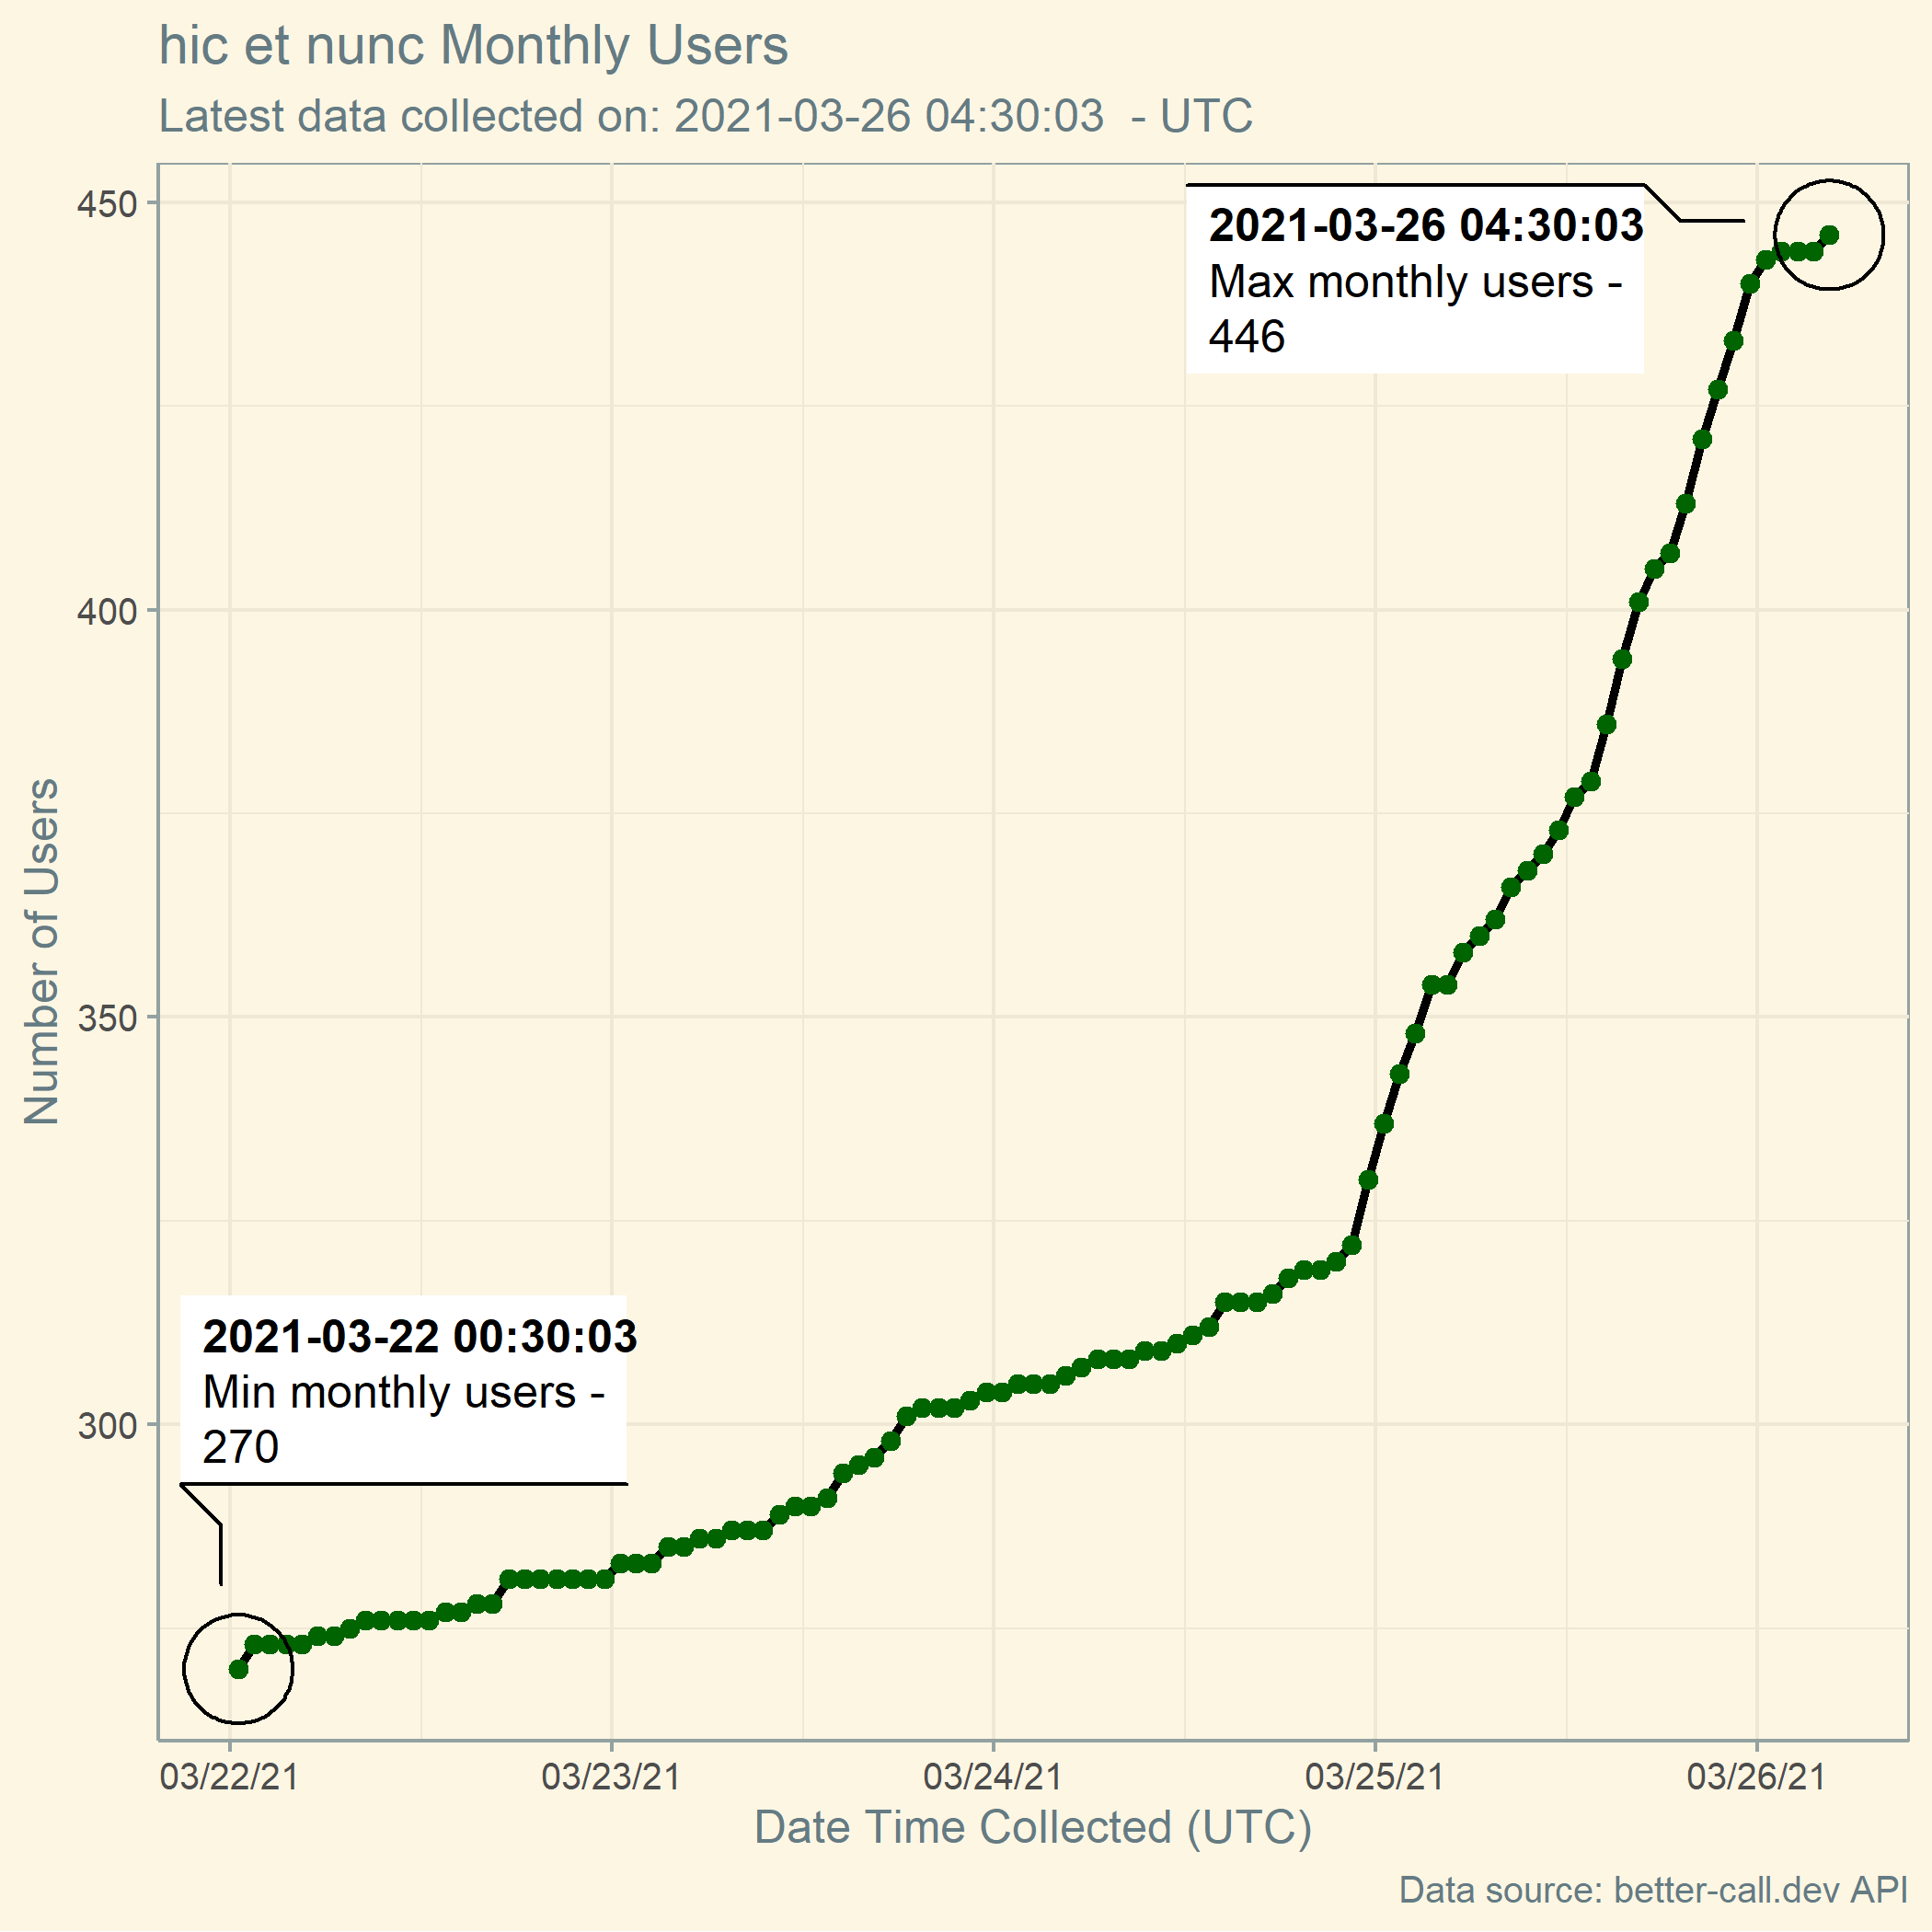 hic et nunc Monthly Users
Latest data collected on: 2021-03-26 04:30:03  - UTC
450
2021-03-26 04:30:03
Max monthly users -
446
400
Number of Users
350
2021-03-22 00:30:03
Min monthly users -
270
300
03/22/21
03/23/21
03/24/21
03/25/21
03/26/21
Date Time Collected (UTC)
Data source: better-call.dev API